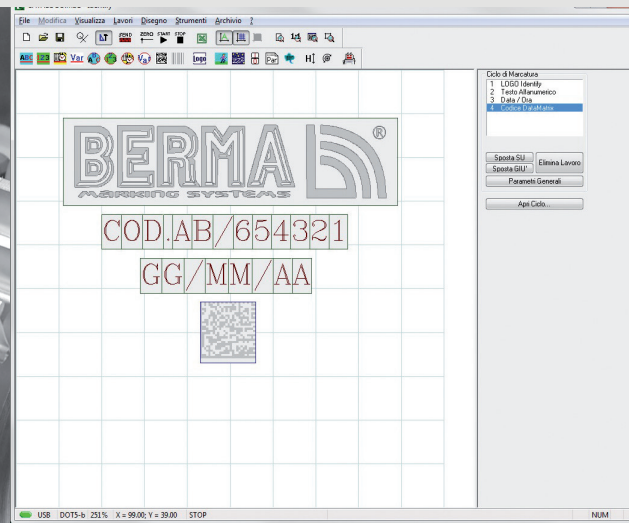 File Modifica Visualizza Lavori Disegno Strumenti Archivio ?
SEND ZERO START STOP
ABC 123 Var Logo Par
Ciclo di Marcatura
1 LOGO Identify
2 Testo Alfanumerico
3 Data / Ora
4 Codice DataMatrix
Sposta SU
Sposta GIU'
Elimina Lavoro
Parametri Generali
Apri Ciclo...
BERMA ®
MARKING SYSTEMS
COD.AB/654321
GG/MM/AA
USB DOT5-b 251% X = 99.00; Y = 39.00 STOP NUM